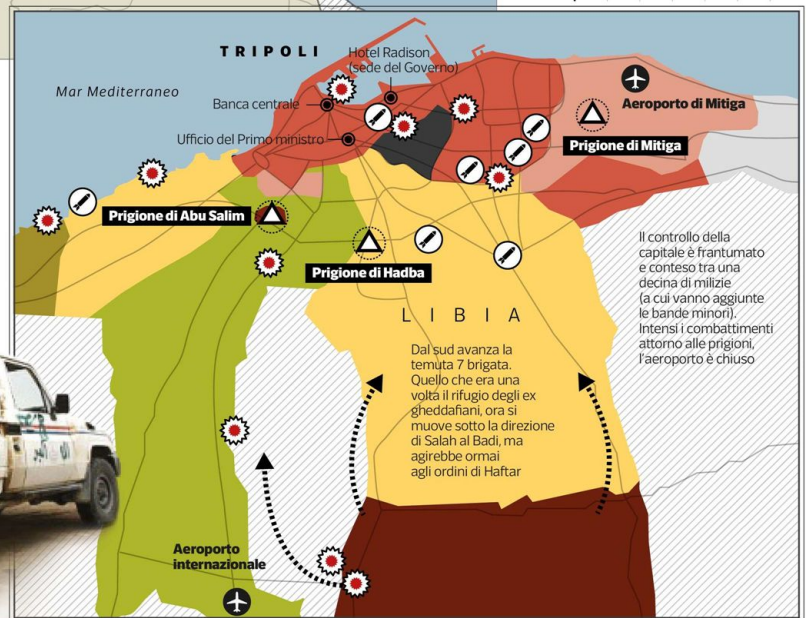 TRIPOLI
Hotel Radison
(sede del Governo)
Mar Mediterraneo
Banca centrale
Aeroporto di Mitiga
Ufficio del Primo ministro
Prigione di Mitiga
Prigione di Abu Salim
Prigione di Hadba
Il controllo della
capitale è frantumato
e conteso tra una
decina di milizie
(a cui vanno aggiunte
le bande minori).
Intensi i combattimenti
attorno alle prigioni,
l'aeroporto è chiuso
LIBIA
Dal sud avanza la
temuta 7 brigata.
Quello che era una
volta il rifugio degli ex
gheddafiani, ora si
muove sotto la direzione
di Salah al Badi, ma
agirebbe ormai
agli ordini di Haftar
Aeroporto
internazionale